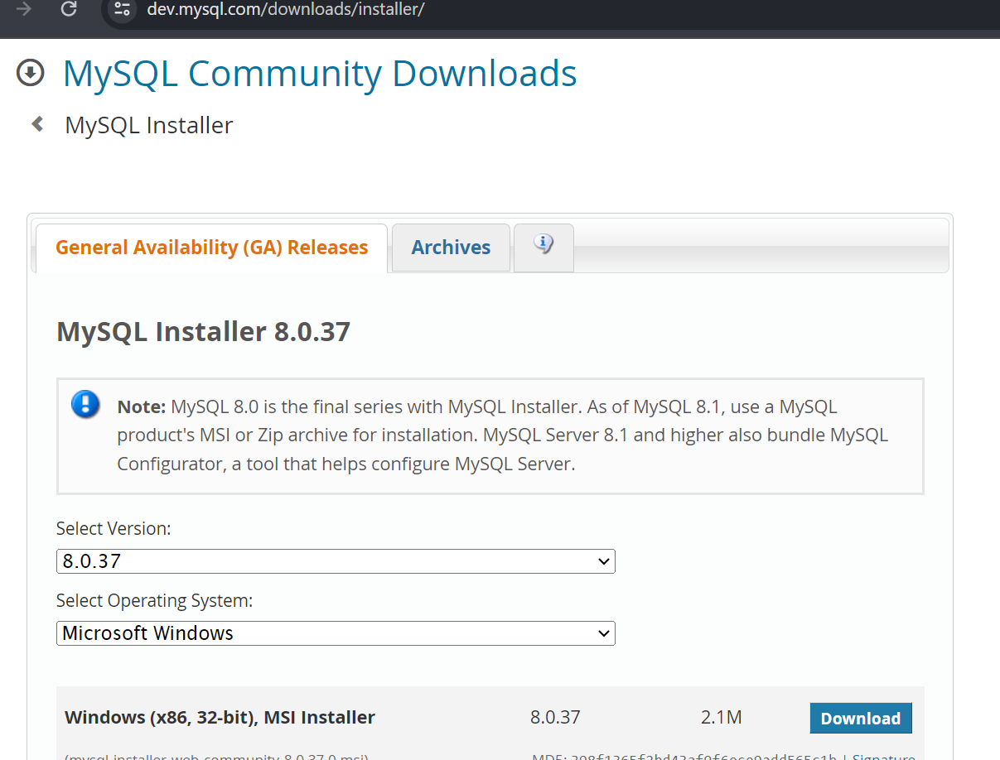 dev.mysql.com/downloads/installer/
MySQL Community Downloads
MySQL Installer
General Availability (GA) Releases
Archives
MySQL Installer 8.0.37
Note: MySQL 8.0 is the final series with MySQL Installer. As of MySQL 8.1, use a MySQL
product's MSI or Zip archive for installation. MySQL Server 8.1 and higher also bundle MySQL
Configurator, a tool that helps configure MySQL Server.
Select Version:
8.0.37
Select Operating System:
Microsoft Windows
Windows (x86, 32-bit), MSI Installer 8.0.37 2.1M Download
(mysql-installer-web-community-8.0.37.0.msi) MD5: | Signature